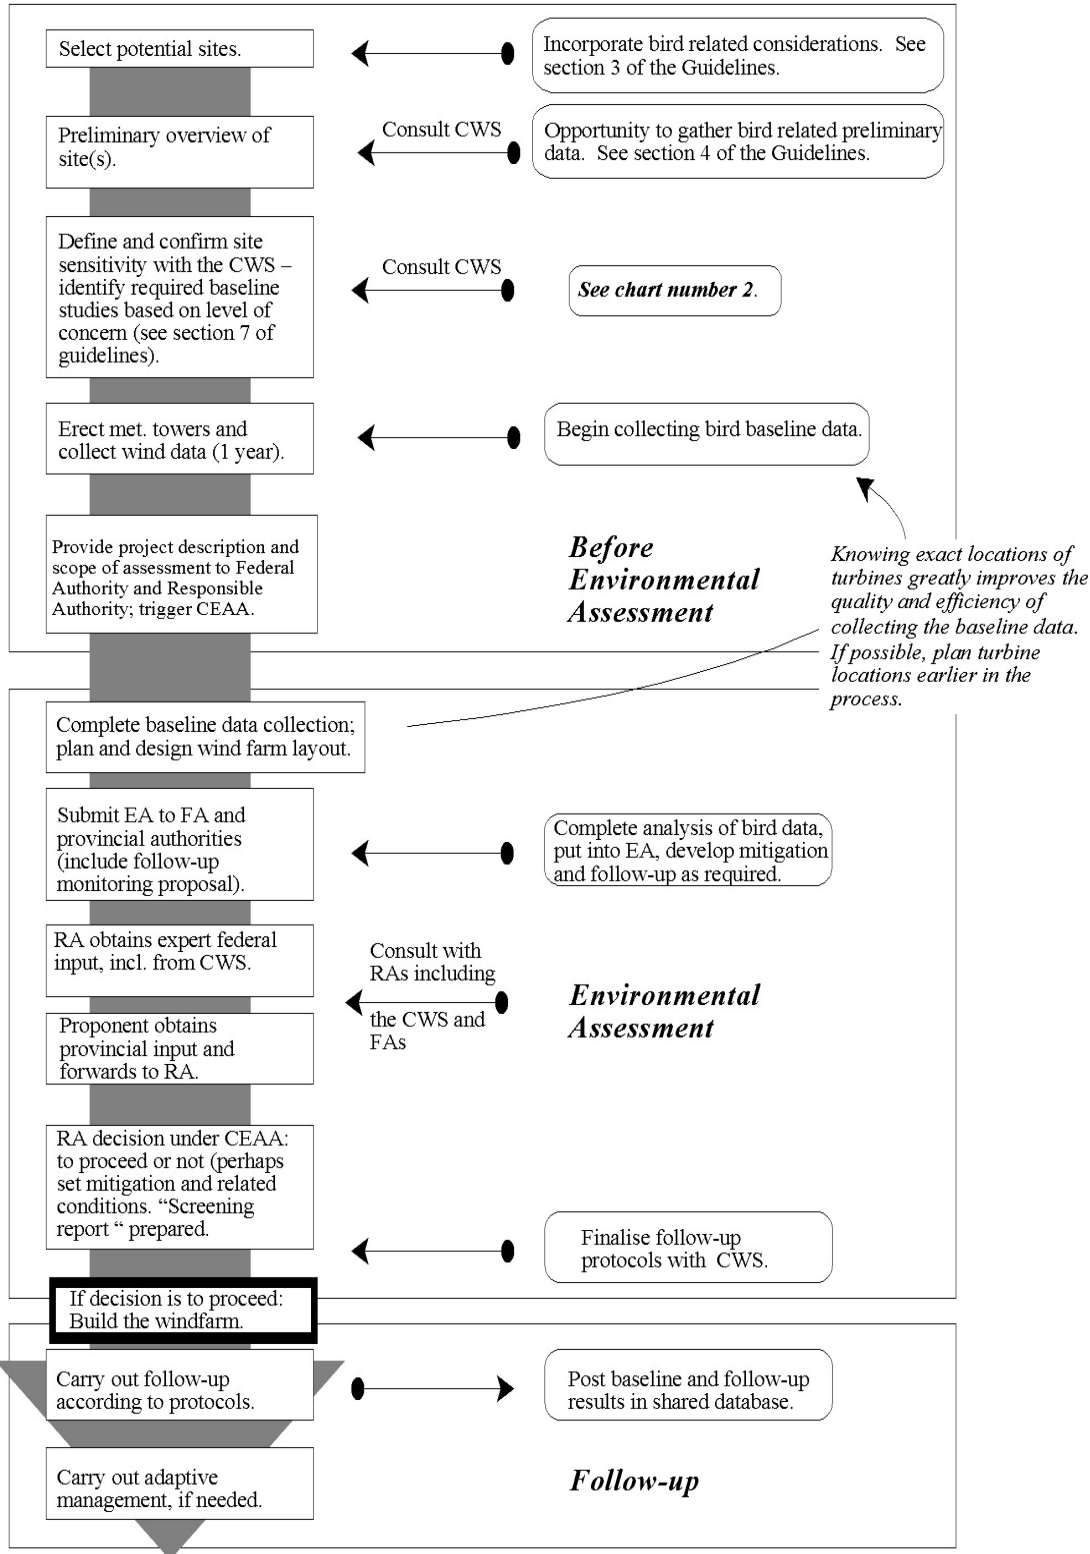 Select potential sites.
Incorporate bird related considerations.  See
section 3 of the Guidelines.
Preliminary overview of
site(s).
Consult CWS
Opportunity to gather bird related preliminary
data.  See section 4 of the Guidelines.
Define and confirm site
sensitivity with the CWS –
identify required baseline
studies based on level of
concern (see section 7 of
guidelines).
Consult CWS
See chart number 2.
Erect met. towers and
collect wind data (1 year).
Begin collecting bird baseline data.
Provide project description and
scope of assessment to Federal
Authority and Responsible
Authority; trigger CEAA.
Before
Environmental
Assessment
Knowing exact locations of
turbines greatly improves the
quality and efficiency of
collecting the baseline data.
If possible, plan turbine
locations earlier in the
process.
Complete baseline data collection;
plan and design wind farm layout.
Submit EA to FA and
provincial authorities
(include follow-up
monitoring proposal).
Complete analysis of bird data,
put into EA, develop mitigation
and follow-up as required.
RA obtains expert federal
input, incl. from CWS.
Consult with
RAs including
the CWS and
FAs
Environmental
Assessment
Proponent obtains
provincial input and
forwards to RA.
RA decision under CEAA:
to proceed or not (perhaps
set mitigation and related
conditions. “Screening
report “ prepared.
Finalise follow-up
protocols with  CWS.
If decision is to proceed:
Build the windfarm.
Carry out follow-up
according to protocols.
Post baseline and follow-up
results in shared database.
Carry out adaptive
management, if needed.
Follow-up